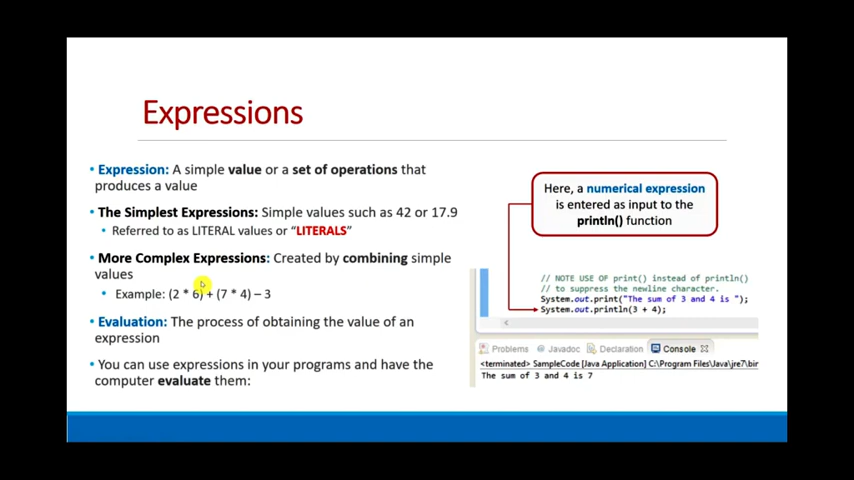 Expressions
• Expression: A simple value or a set of operations that
produces a value
• The Simplest Expressions: Simple values such as 42 or 17.9
• Referred to as LITERAL values or “LITERALS”
• More Complex Expressions: Created by combining simple
values
• Example: (2 * 6) + (7 * 4) – 3
• Evaluation: The process of obtaining the value of an
expression
• You can use expressions in your programs and have the
computer evaluate them:
Here, a numerical expression
is entered as input to the
println() function
// NOTE USE OF print() instead of println()
// to suppress the newline character.
System.out.print("The sum of 3 and 4 is ");
System.out.println(3 + 4);
Problems @ Javadoc Declaration Console
<terminated> SampleCode [Java Application] C:\Program Files\Java\jre7\bin
The sum of 3 and 4 is 7